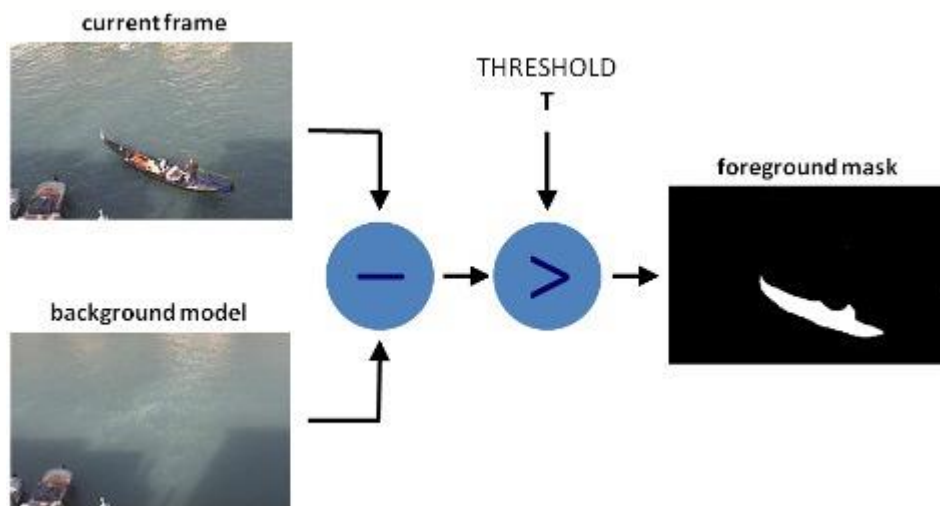 current frame
THRESHOLD
T
foreground mask
background model